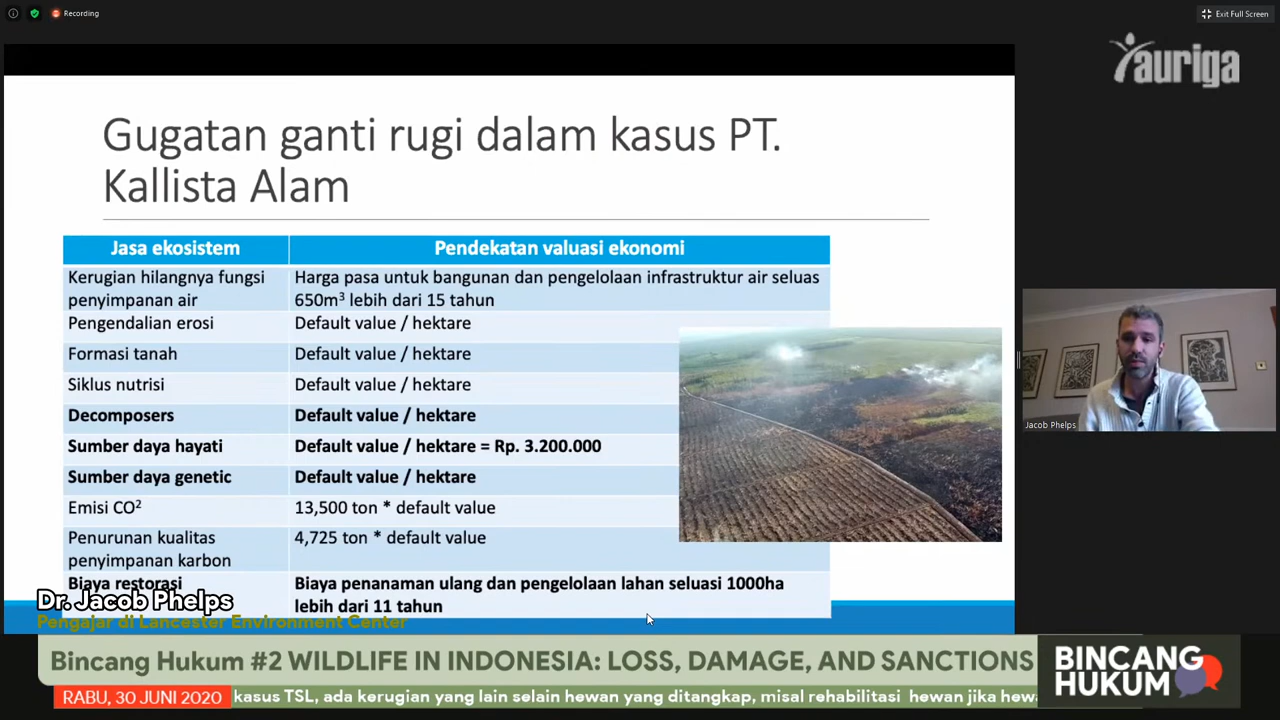 Recording
Exit Full Screen
auriga
Gugatan ganti rugi dalam kasus PT.
Kallista Alam
Jasa ekosistem
Pendekatan valuasi ekonomi
Kerugian hilangnya fungsi
penyimpanan air
Harga pasa untuk bangunan dan pengelolaan infrastruktur air seluas
650m³ lebih dari 15 tahun
Pengendalian erosi
Default value / hektare
Formasi tanah
Default value / hektare
Siklus nutrisi
Default value / hektare
Decomposers
Default value / hektare
Sumber daya hayati
Default value / hektare = Rp. 3.200.000
Sumber daya genetic
Default value / hektare
Emisi CO²
13,500 ton * default value
Penurunan kualitas
penyimpanan karbon
4,725 ton * default value
Biaya restorasi
Biaya penanaman ulang dan pengelolaan lahan seluasi 1000ha
lebih dari 11 tahun
Jacob Phelps
Dr. Jacob Phelps
Pengajar di Lancester Environment Center
Bincang Hukum #2 WILDLIFE IN INDONESIA: LOSS, DAMAGE, AND SANCTIONS
BINCANG
HUKUM
RABU, 30 JUNI 2020
kasus TSL, ada kerugian yang lain selain hewan yang ditangkap, misal rehabilitasi hewan jika hew